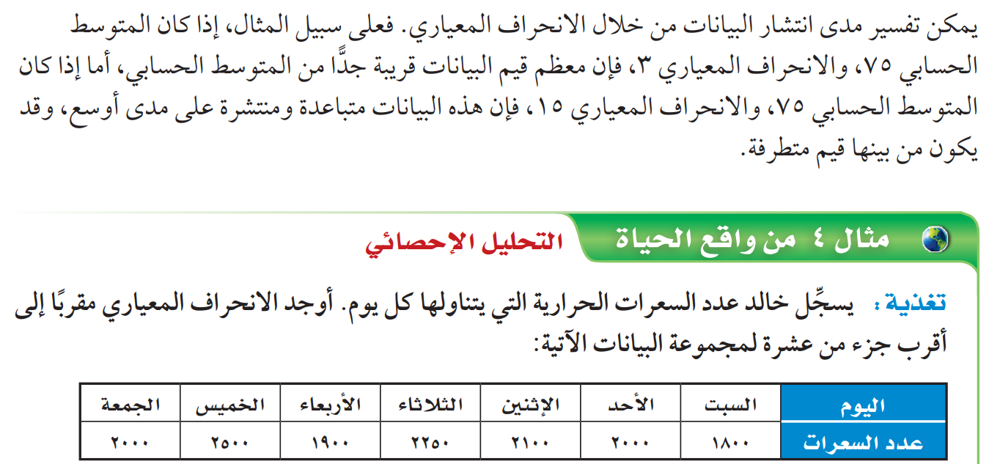 يمكن تفسير مدى انتشار البيانات من خلال الانحراف المعياري. فعلى سبيل المثال، إذا كان المتوسط
الحسابي ٧٥، والانحراف المعياري ٣، فإن معظم قيم البيانات قريبة جدًّا من المتوسط الحسابي، أما إذا كان
المتوسط الحسابي ٧٥، والانحراف المعياري ١٥، فإن هذه البيانات متباعدة ومنتشرة على مدى أوسع، وقد
يكون من بينها قيم متطرفة.
مثال ٤ من واقع الحياة التحليل الإحصائي
تغذية: يسجِّل خالد عدد السعرات الحرارية التي يتناولها كل يوم. أوجد الانحراف المعياري مقربًا إلى
أقرب جزء من عشرة لمجموعة البيانات الآتية:
اليوم السبت الأحد الإثنين الثلاثاء الأربعاء الخميس الجمعة
عدد السعرات ١٨٠٠ ٢٠٠٠ ٢١٠٠ ٢٢٥٠ ١٩٠٠ ٢٥٠٠ ٢٠٠٠